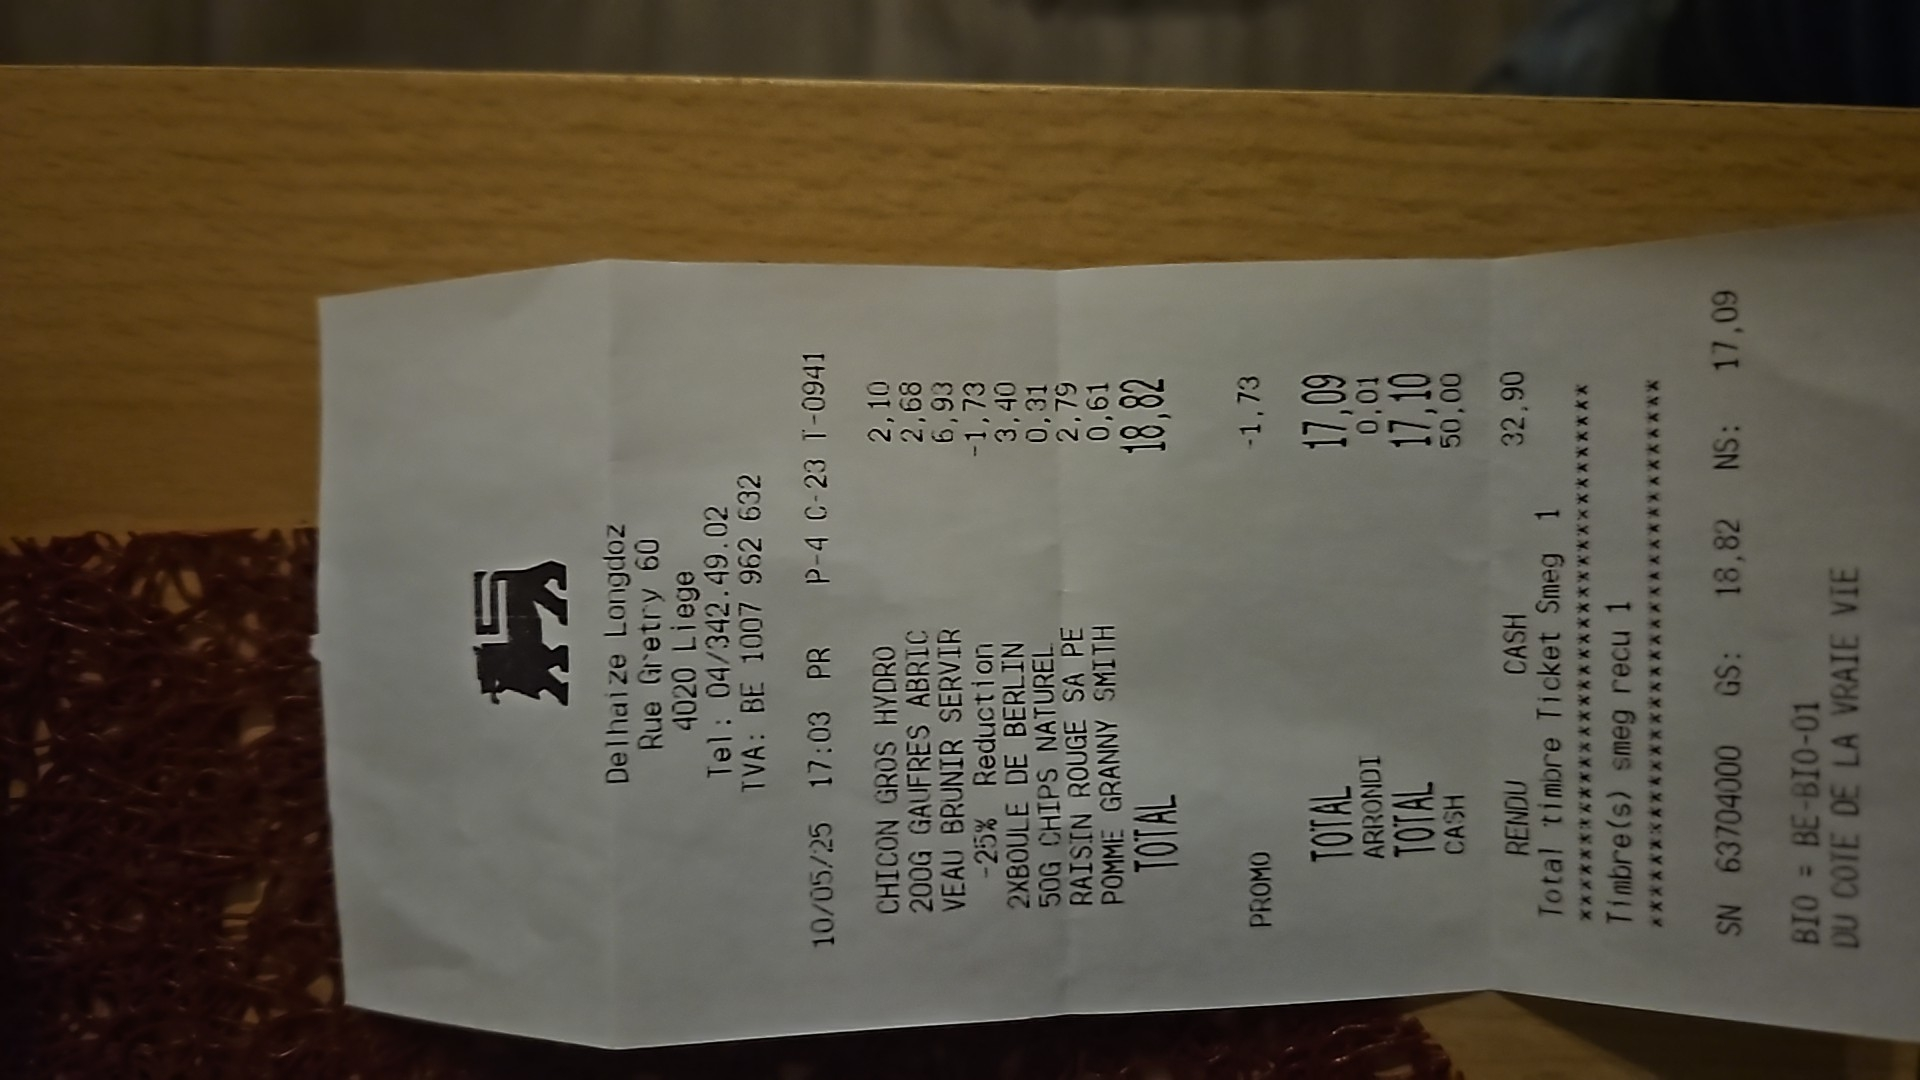 Delhaize Longdoz
Rue Gretry 60
4020 Liege
Tel: 04/342.49.02
TVA: BE 1007 962 632
10/05/25 17:03 PR P-4 C-23 T-0941
CHICON GROS HYDRO 2,10
200G GAUFRES ABRIC 2,68
VEAU BRUNIR SERVIR 6,93
-25% Reduction -1,73
2XBOULE DE BERLIN 3,40
50G CHIPS NATUREL 0,31
RAISIN ROUGE SA PE 2,79
POMME GRANNY SMITH 0,61
TOTAL 18,82
PROMO -1,73
TOTAL 17,09
ARRONDI 0,01
TOTAL 17,10
CASH 50,00
RENDU CASH 32,90
Total timbre Ticket Smeg 1
xxxxxxxxxxxxxxxxxxxxxxxxxxxxxxxxxxxxxx
Timbre(s) smeg recu 1
xxxxxxxxxxxxxxxxxxxxxxxxxxxxxxxxxxxxxx
SN 63704000 GS: 18,82 NS: 17,09
BIO = BE-BIO-01
DU COTE DE LA VRAIE VIE